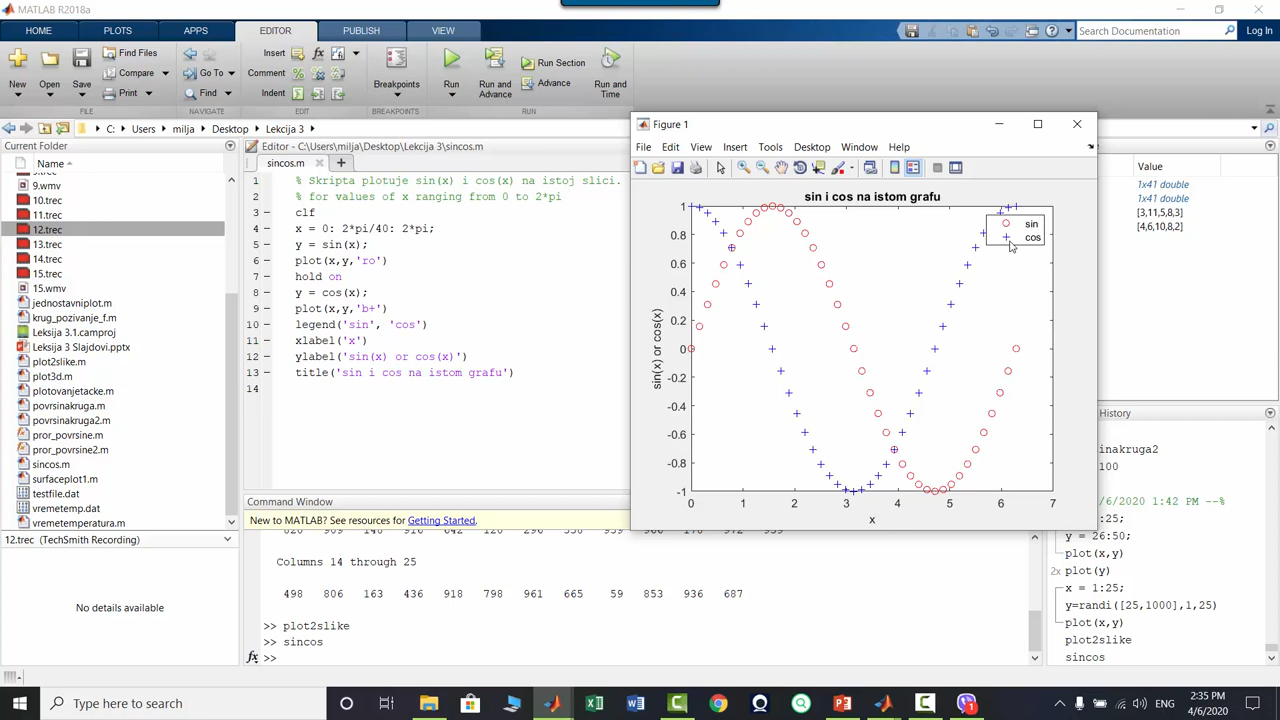 MATLAB R2018a
HOME PLOTS APPS EDITOR PUBLISH VIEW
Search Documentation Log In
New Open Save Find Files Compare Print
Go To Find
Insert Comment Indent
Breakpoints
Run Run and Advance Run Section Advance Run and Time
FILE NAVIGATE EDIT BREAKPOINTS RUN
C: Users milja Desktop Lekcija 3
Current Folder
Name
9.wmv
10.trec
11.trec
12.trec
13.trec
14.trec
15.trec
15.wmv
jednostavniplot.m
krug_pozivanje_f.m
Leksija 3.1.camproj
Lekcija 3 Slajdovi.pptx
plot2slike.m
plot3d.m
plotovanjetacke.m
povrsinakruga.m
povrsinakruga2.m
pror_povrsine.m
pror_povrsine2.m
sincos.m
surfaceplot1.m
testfile.dat
vremetemp.dat
vremetemperatura.m
12.trec (TechSmith Recording)
No details available
Editor - C:\Users\milja\Desktop\Lekcija 3\sincos.m
sincos.m
1 % Skripta plotuje sin(x) i cos(x) na istoj slici.
2 % for values of x ranging from 0 to 2*pi
3 clf
4 x = 0: 2*pi/40: 2*pi;
5 y = sin(x);
6 plot(x,y,'ro')
7 hold on
8 y = cos(x);
9 plot(x,y,'b+')
10 legend('sin', 'cos')
11 xlabel('x')
12 ylabel('sin(x) or cos(x)')
13 title('sin i cos na istom grafu')
14
Command Window
New to MATLAB? See resources for Getting Started.
Columns 14 through 25
498 806 163 436 918 798 961 665 59 853 936 687
>> plot2slike
>> sincos
fx >>
Figure 1
File Edit View Insert Tools Desktop Window Help
sin i cos na istom grafu
sin
cos
1
0.8
0.6
0.4
0.2
0
-0.2
-0.4
-0.6
-0.8
-1
sin(x) or cos(x)
0 1 2 3 4 5 6 7
x
Value
1x41 double
1x41 double
[3,11,5,8,3]
[4,6,10,8,2]
History
nakruga2
100
/6/2020 1:42 PM --%
:25;
y = 26:50;
plot(x,y)
2x plot(y)
x = 1:25;
y=randi([25,1000],1,25)
plot(x,y)
plot2slike
sincos
Type here to search
ENG
2:35 PM
4/6/2020